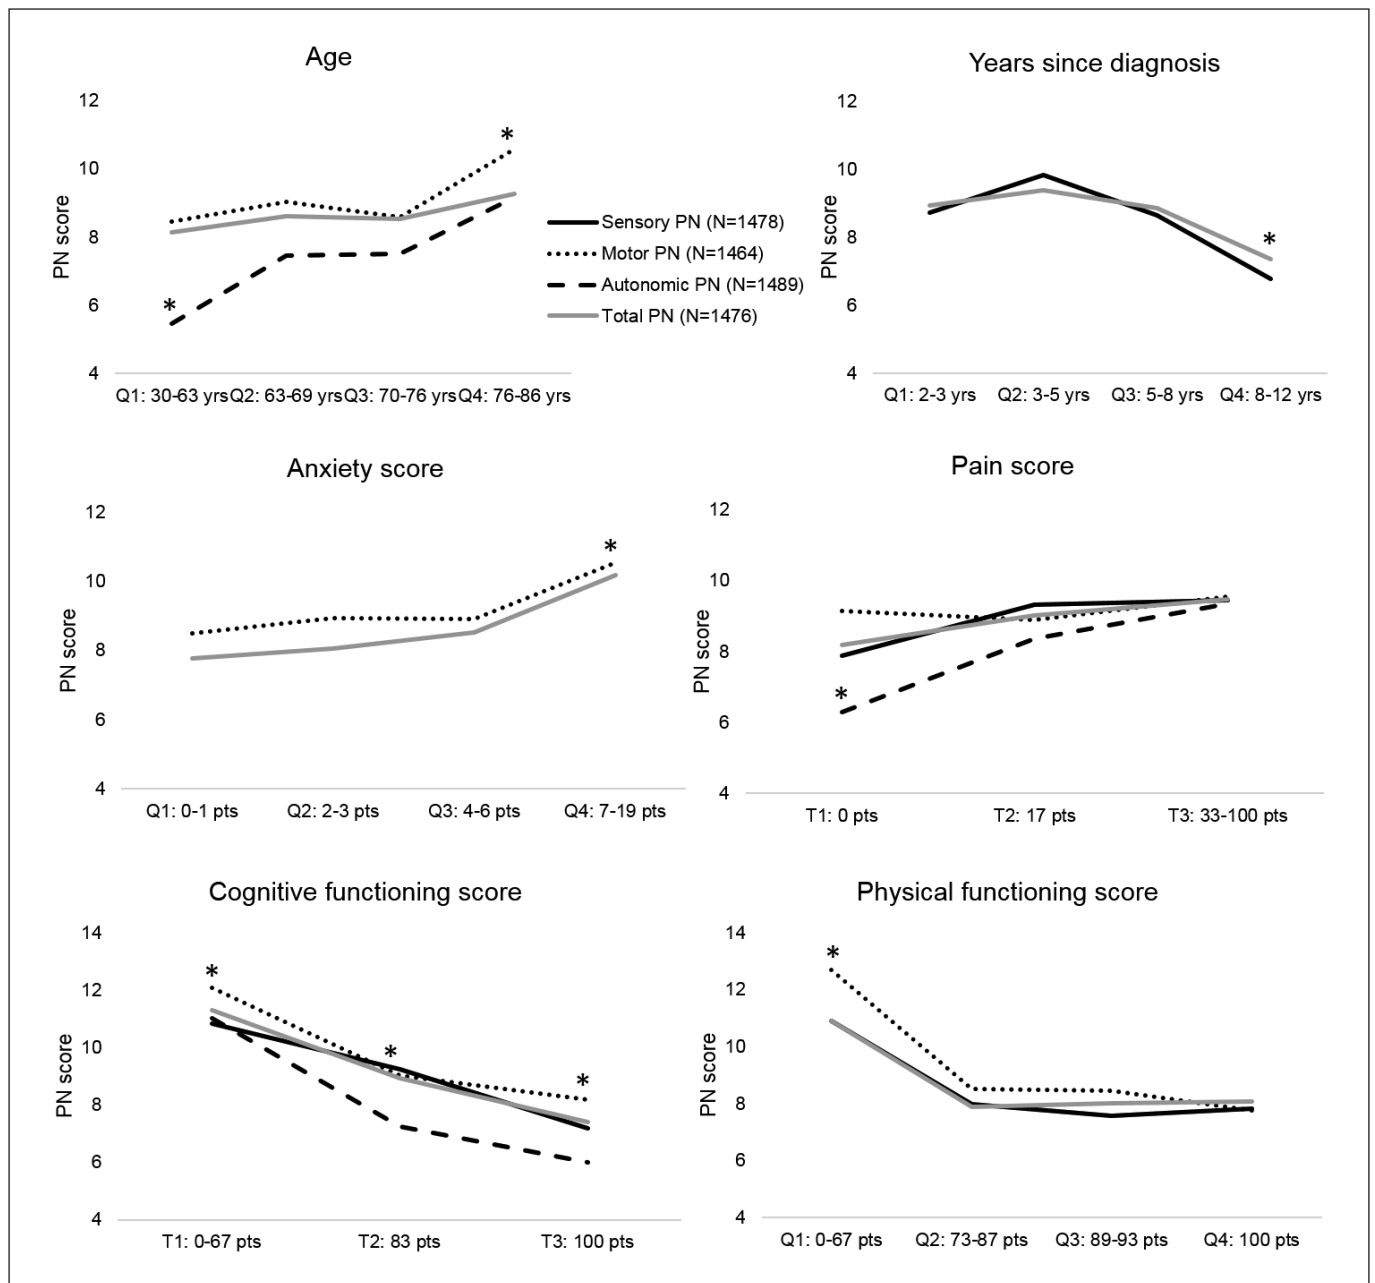 Age
PN score
12
10
8
6
4
*
*
Q1: 30-63 yrs Q2: 63-69 yrs Q3: 70-76 yrs Q4: 76-86 yrs
Sensory PN (N=1478)
Motor PN (N=1464)
Autonomic PN (N=1489)
Total PN (N=1476)
Years since diagnosis
PN score
12
10
8
6
4
*
Q1: 2-3 yrs Q2: 3-5 yrs Q3: 5-8 yrs Q4: 8-12 yrs
Anxiety score
PN score
12
10
8
6
4
*
Q1: 0-1 pts Q2: 2-3 pts Q3: 4-6 pts Q4: 7-19 pts
Pain score
PN score
12
10
8
6
4
*
T1: 0 pts T2: 17 pts T3: 33-100 pts
Cognitive functioning score
PN score
14
12
10
8
6
4
*
*
*
T1: 0-67 pts T2: 83 pts T3: 100 pts
Physical functioning score
PN score
14
12
10
8
6
4
*
Q1: 0-67 pts Q2: 73-87 pts Q3: 89-93 pts Q4: 100 pts